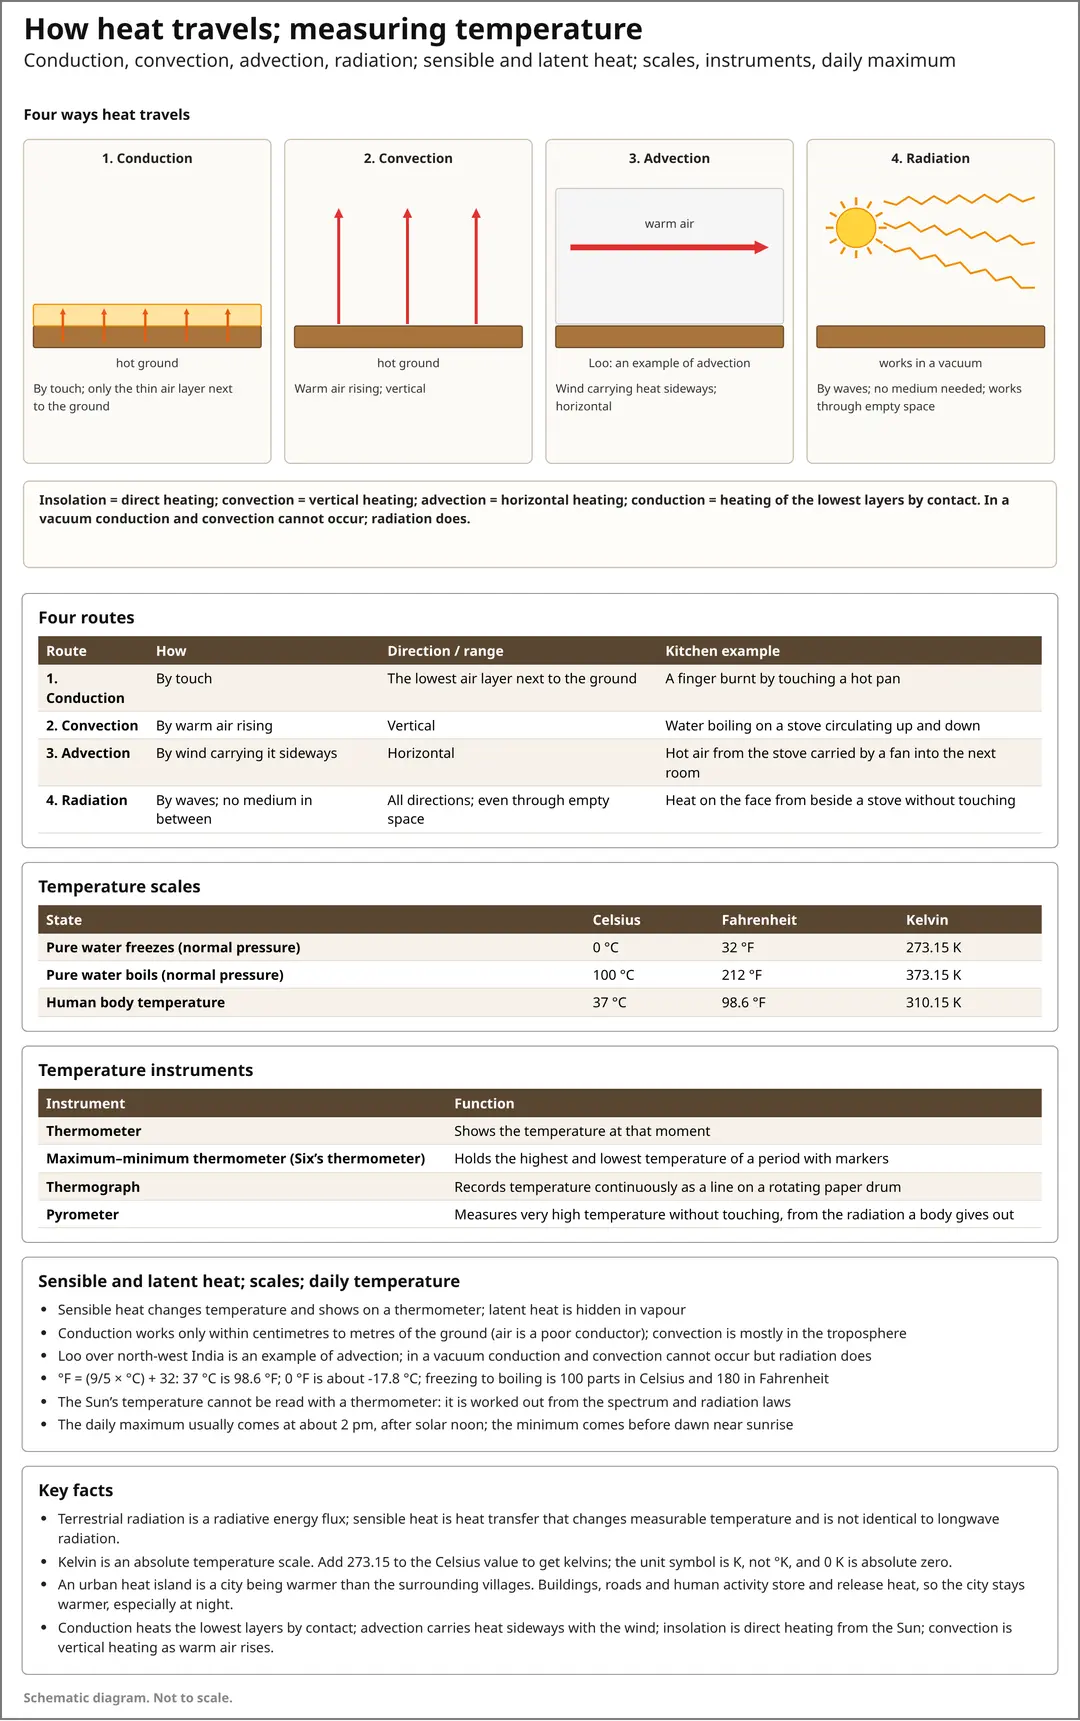 How heat travels; measuring temperature
Conduction, convection, advection, radiation; sensible and latent heat; scales, instruments, daily maximum
Four ways heat travels
1. Conduction
hot ground
By touch; only the thin air layer next
to the ground
2. Convection
hot ground
Warm air rising; vertical
3. Advection
warm air
Loo: an example of advection
Wind carrying heat sideways;
horizontal
4. Radiation
works in a vacuum
By waves; no medium needed; works
through empty space
Insolation = direct heating; convection = vertical heating; advection = horizontal heating; conduction = heating of the lowest layers by contact. In a
vacuum conduction and convection cannot occur; radiation does.
Four routes
Route How Direction / range Kitchen example
1. Conduction By touch The lowest air layer next to the ground A finger burnt by touching a hot pan
2. Convection By warm air rising Vertical Water boiling on a stove circulating up and down
3. Advection By wind carrying it sideways Horizontal Hot air from the stove carried by a fan into the next room
4. Radiation By waves; no medium in between All directions; even through empty space Heat on the face from beside a stove without touching
Temperature scales
State Celsius Fahrenheit Kelvin
Pure water freezes (normal pressure) 0 °C 32 °F 273.15 K
Pure water boils (normal pressure) 100 °C 212 °F 373.15 K
Human body temperature 37 °C 98.6 °F 310.15 K
Temperature instruments
Instrument Function
Thermometer Shows the temperature at that moment
Maximum–minimum thermometer (Six’s thermometer) Holds the highest and lowest temperature of a period with markers
Thermograph Records temperature continuously as a line on a rotating paper drum
Pyrometer Measures very high temperature without touching, from the radiation a body gives out
Sensible and latent heat; scales; daily temperature
• Sensible heat changes temperature and shows on a thermometer; latent heat is hidden in vapour
• Conduction works only within centimetres to metres of the ground (air is a poor conductor); convection is mostly in the troposphere
• Loo over north-west India is an example of advection; in a vacuum conduction and convection cannot occur but radiation does
• °F = (9/5 × °C) + 32: 37 °C is 98.6 °F; 0 °F is about -17.8 °C; freezing to boiling is 100 parts in Celsius and 180 in Fahrenheit
• The Sun’s temperature cannot be read with a thermometer: it is worked out from the spectrum and radiation laws
• The daily maximum usually comes at about 2 pm, after solar noon; the minimum comes before dawn near sunrise
Key facts
• Terrestrial radiation is a radiative energy flux; sensible heat is heat transfer that changes measurable temperature and is not identical to longwave
radiation.
• Kelvin is an absolute temperature scale. Add 273.15 to the Celsius value to get kelvins; the unit symbol is K, not °K, and 0 K is absolute zero.
• An urban heat island is a city being warmer than the surrounding villages. Buildings, roads and human activity store and release heat, so the city stays
warmer, especially at night.
• Conduction heats the lowest layers by contact; advection carries heat sideways with the wind; insolation is direct heating from the Sun; convection is
vertical heating as warm air rises.
Schematic diagram. Not to scale.